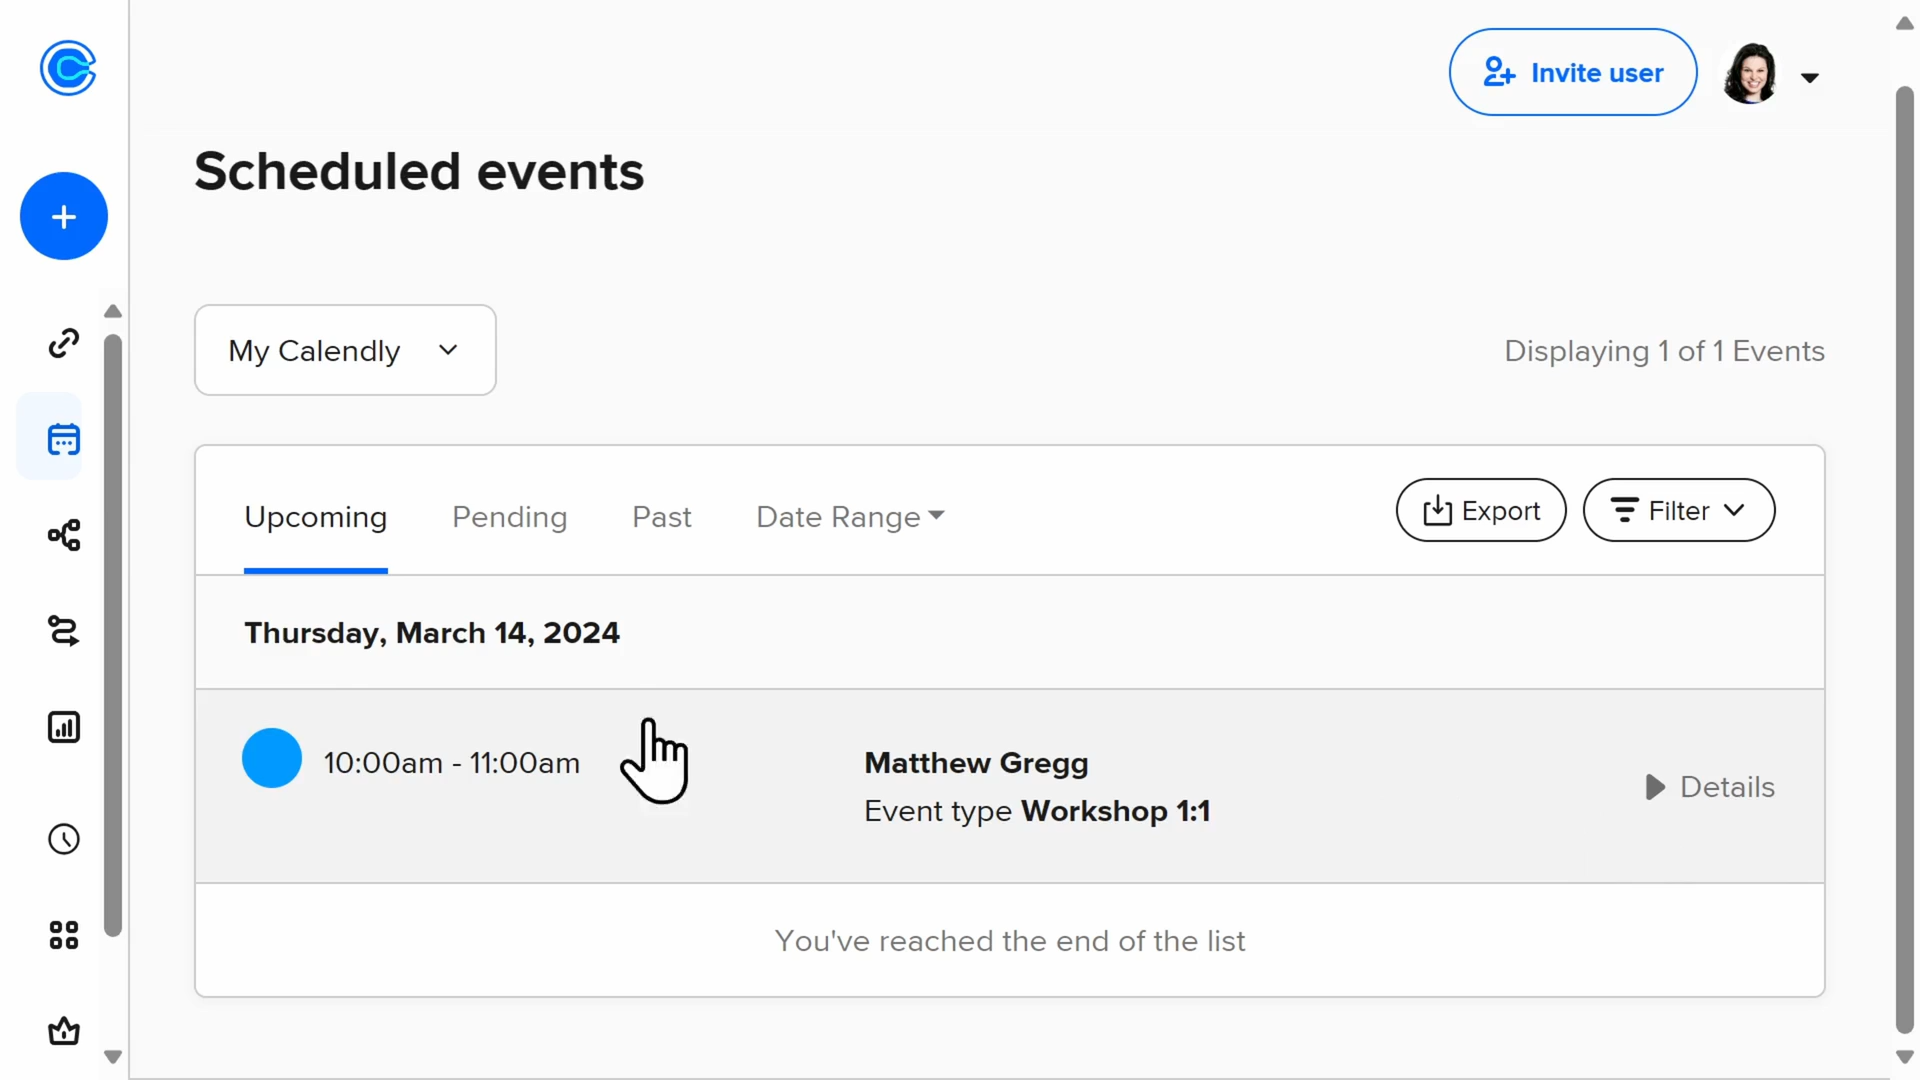 Invite user
Scheduled events
My Calendly
Displaying 1 of 1 Events
Upcoming
Pending
Past
Date Range
Export
Filter
Thursday, March 14, 2024
10:00am - 11:00am
Matthew Gregg
Event type Workshop 1:1
Details
You've reached the end of the list